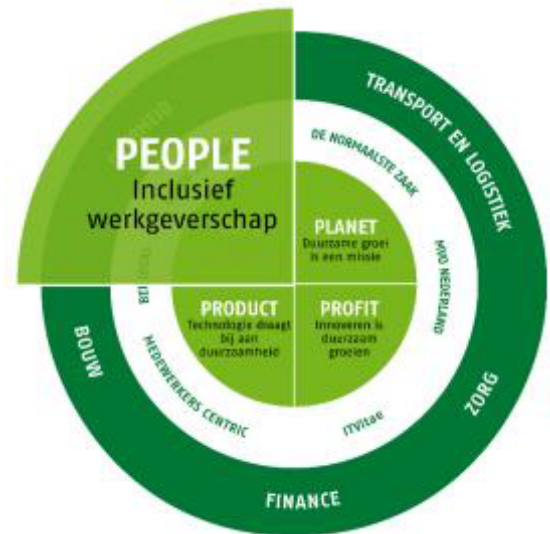 PEOPLE
Inclusief
werkgeverschap
TRANSPORT EN LOGISTIEK
DE NORMAALSTE ZAAK
PLANET
Duurzame groei
is een missie
MVO NEDERLAND
PRODUCT
Technologie draagt
bij aan
duurzaamheid
PROFIT
Innoveren is
duurzaam
groeien
BOUW
MEDEWERKERS CENTRIC
ITVitae
ZORG
FINANCE